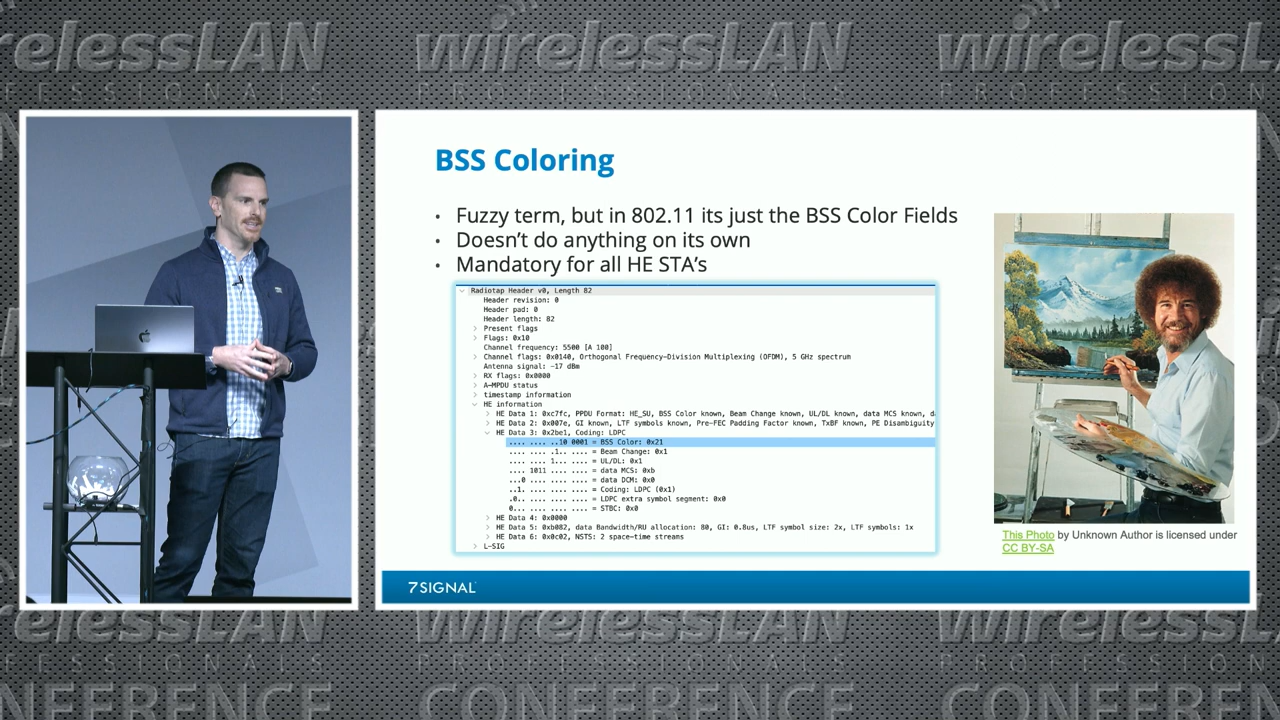 wirelessLAN
PROFESSIONALS
BSS Coloring
• Fuzzy term, but in 802.11 its just the BSS Color Fields
• Doesn't do anything on its own
• Mandatory for all HE STA's
Radiotap Header v0, Length 82
Header revision: 0
Header pad: 0
Header length: 82
Present flags
Flags: 0x10
Channel frequency: 5500 [A 100]
Channel flags: 0x0140, Orthogonal Frequency-Division Multiplexing (OFDM), 5 GHz spectrum
Antenna signal: -17 dBm
RX flags: 0x0000
A-MPDU status
timestamp information
HE information
HE Data 1: 0xc7fc, PPDU Format: HE_SU, BSS Color known, Beam Change known, UL/DL known, data MCS known, d
HE Data 2: 0x007e, GI known, LTF symbols known, Pre-FEC Padding Factor known, TxBF known, PE Disambiguity
HE Data 3: 0x2be1, Coding: LDPC
.... .... ..10 0001 = BSS Color: 0x21
.... .... .1.. .... = Beam Change: 0x1
.... .... 1... .... = UL/DL: 0x1
.... 1011 .... .... = data MCS: 0xb
...0 .... .... .... = data DCM: 0x0
..1. .... .... .... = Coding: LDPC (0x1)
.0.. .... .... .... = LDPC extra symbol segment: 0x0
0... .... .... .... = STBC: 0x0
HE Data 4: 0x0000
HE Data 5: 0xb082, data Bandwidth/RU allocation: 80, GI: 0.8us, LTF symbol size: 2x, LTF symbols: 1x
HE Data 6: 0x0c02, NSTS: 2 space-time streams
L-SIG
This Photo by Unknown Author is licensed under
CC BY-SA
7SIGNAL
wirelessLAN
PROFESSIONALS
CONFERENCE